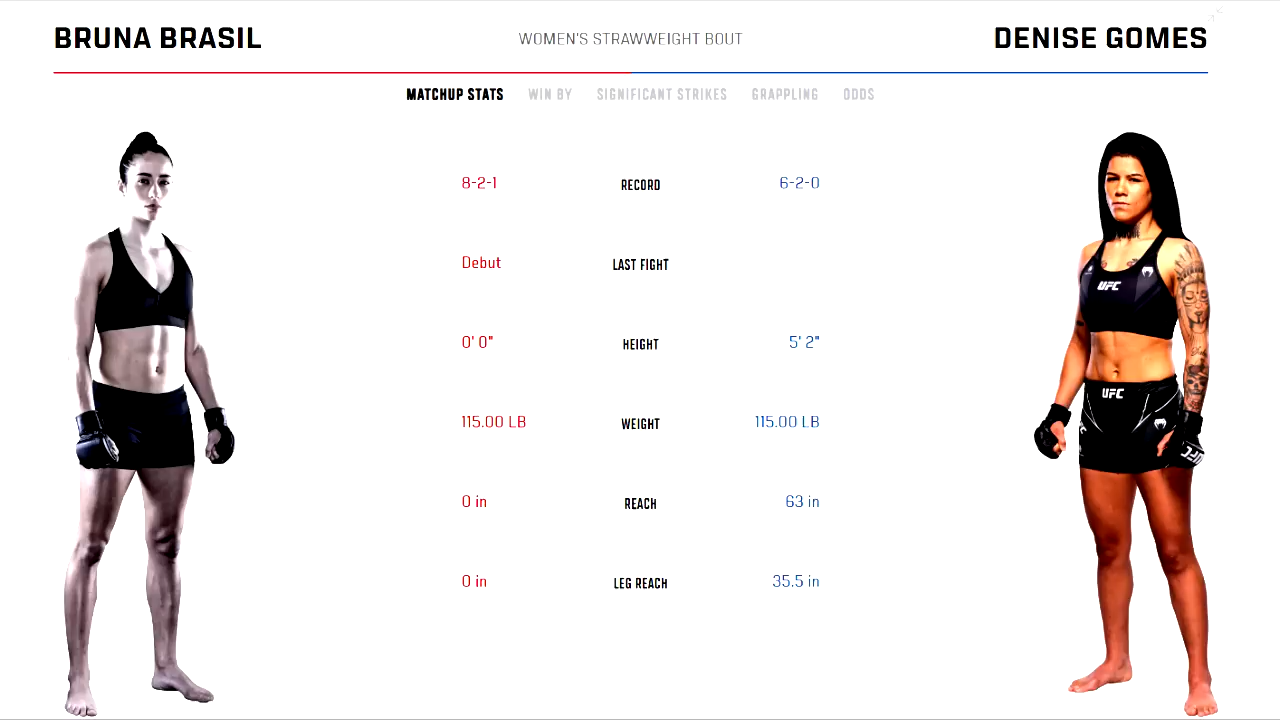 BRUNA BRASIL
WOMEN'S STRAWWEIGHT BOUT
DENISE GOMES
MATCHUP STATS WIN BY SIGNIFICANT STRIKES GRAPPLING ODDS
8-2-1 RECORD 6-2-0
Debut LAST FIGHT
0' 0" HEIGHT 5' 2"
115.00 LB WEIGHT 115.00 LB
0 in REACH 63 in
0 in LEG REACH 35.5 in
UFC
UFC
UFC